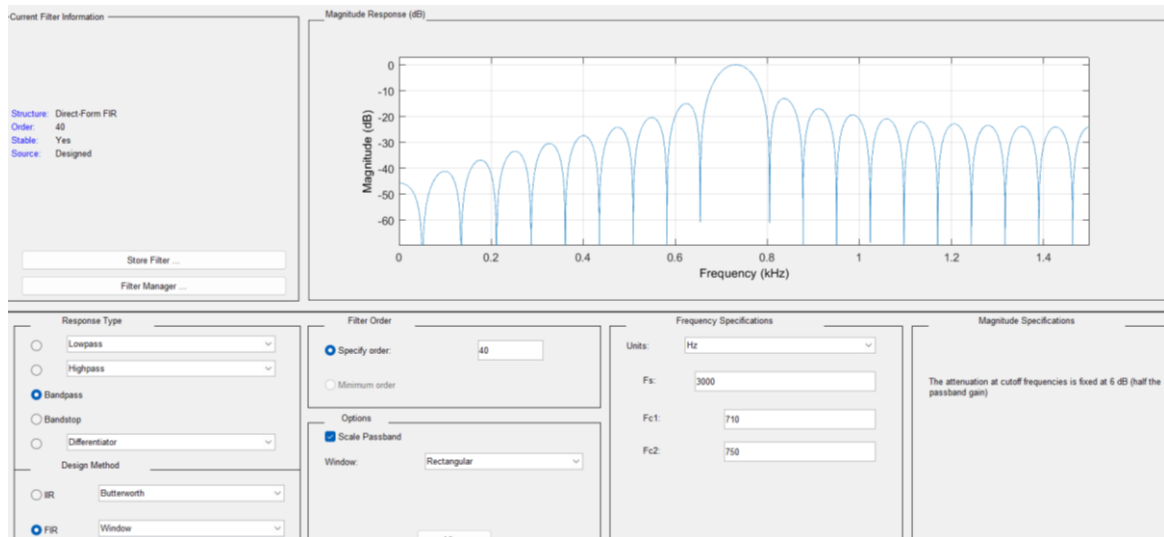 Current Filter Information
Structure: Direct-Form FIR
Order: 40
Stable: Yes
Source: Designed
Store Filter ...
Filter Manager ...
Magnitude Response (dB)
0
-10
-20
-30
-40
-50
-60
Magnitude (dB)
0 0.2 0.4 0.6 0.8 1 1.2 1.4
Frequency (kHz)
Response Type
Lowpass
Highpass
Bandpass
Bandstop
Differentiator
Design Method
IIR Butterworth
FIR Window
Filter Order
Specify order: 40
Minimum order
Options
Scale Passband
Window: Rectangular
Frequency Specifications
Units: Hz
Fs: 3000
Fc1: 710
Fc2: 750
Magnitude Specifications
The attenuation at cutoff frequencies is fixed at 6 dB (half the
passband gain)